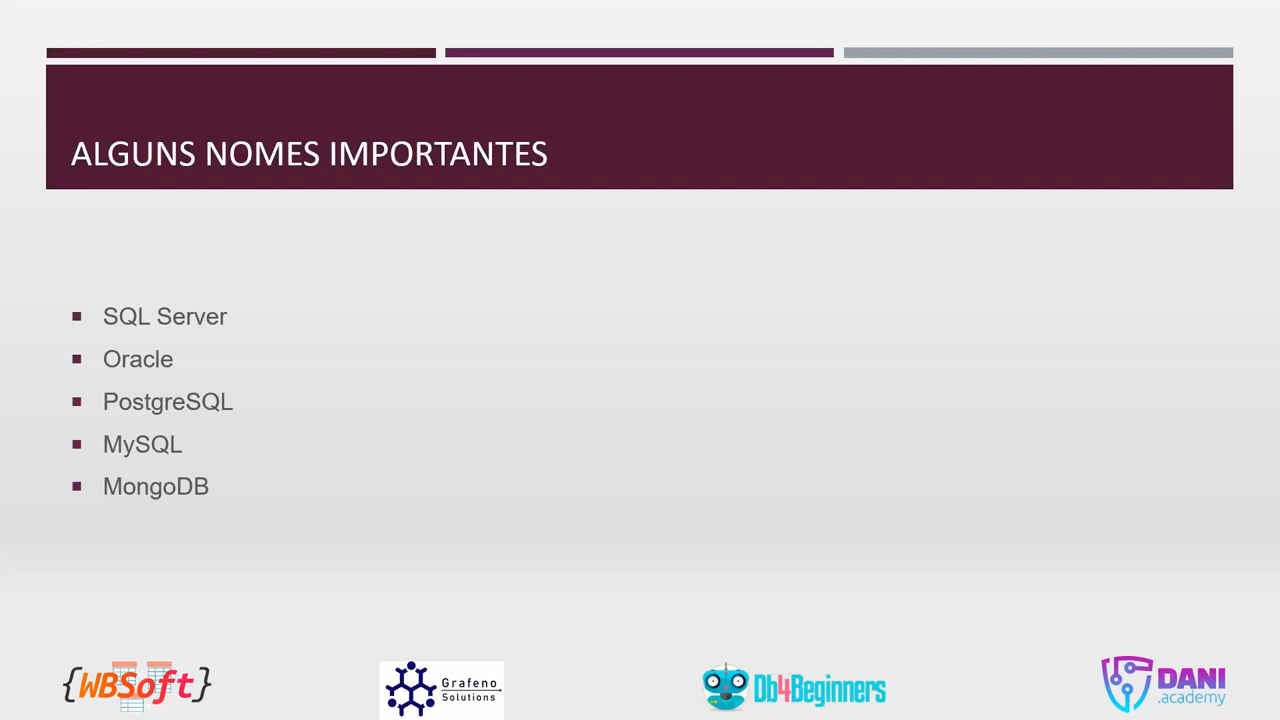 ALGUNS NOMES IMPORTANTES
SQL Server
Oracle
PostgreSQL
MySQL
MongoDB
{WBSoft}
Grafeno
Solutions
Db4Beginners
DANI
.academy